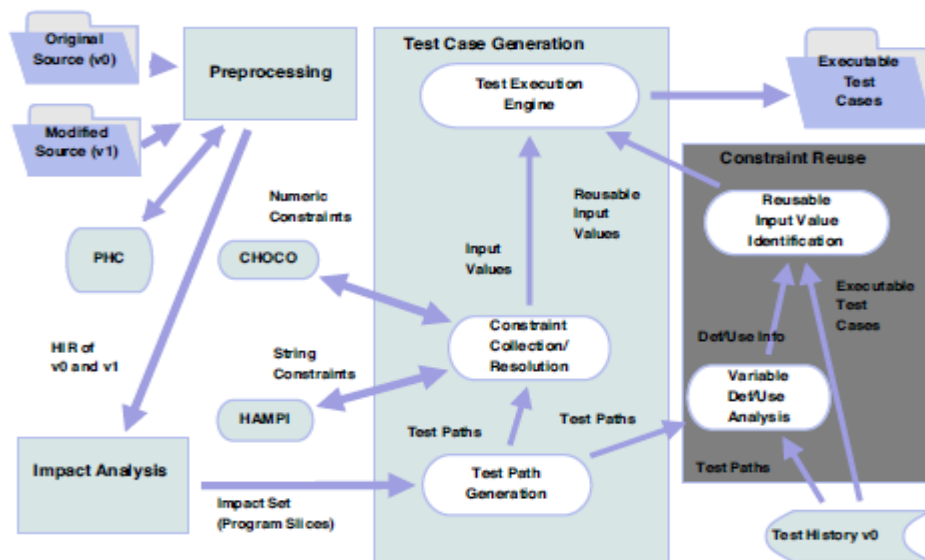 Original
Source (v0)
Preprocessing
Modified
Source (v1)
PHC
HIR of
v0 and v1
Impact Analysis
Impact Set
(Program Slices)
Numeric
Constraints
CHOCO
String
Constraints
HAMPI
Test Case Generation
Test Execution
Engine
Input
Values
Reusable
Input
Values
Constraint
Collection/
Resolution
Test Paths
Test Paths
Test Path
Generation
Executable
Test
Cases
Constraint Reuse
Reusable
Input Value
Identification
Executable
Test
Cases
Def/Use Info
Variable
Def/Use
Analysis
Test Paths
Test History v0